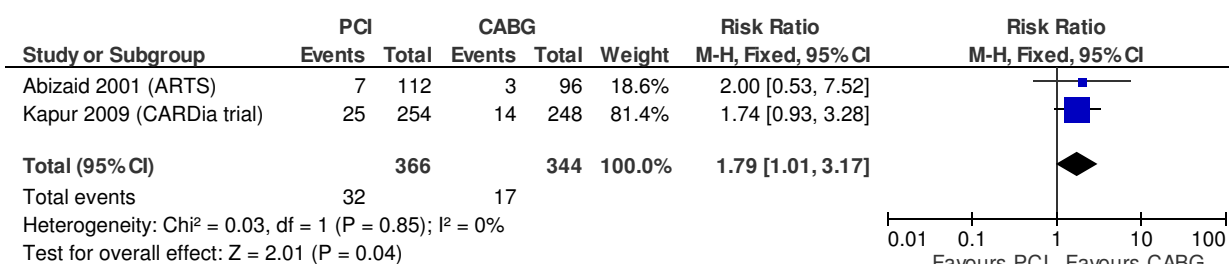 PCI CABG Risk Ratio Risk Ratio
Study or Subgroup Events Total Events Total Weight M-H, Fixed, 95% CI M-H, Fixed, 95% CI
Abizaid 2001 (ARTS) 7 112 3 96 18.6% 2.00 [0.53, 7.52]
Kapur 2009 (CARDia trial) 25 254 14 248 81.4% 1.74 [0.93, 3.28]
Total (95% CI) 366 344 100.0% 1.79 [1.01, 3.17]
Total events 32 17
Heterogeneity: Chi² = 0.03, df = 1 (P = 0.85); I² = 0%
Test for overall effect: Z = 2.01 (P = 0.04)
0.01 0.1 1 10 100
Favours PCI Favours CABG